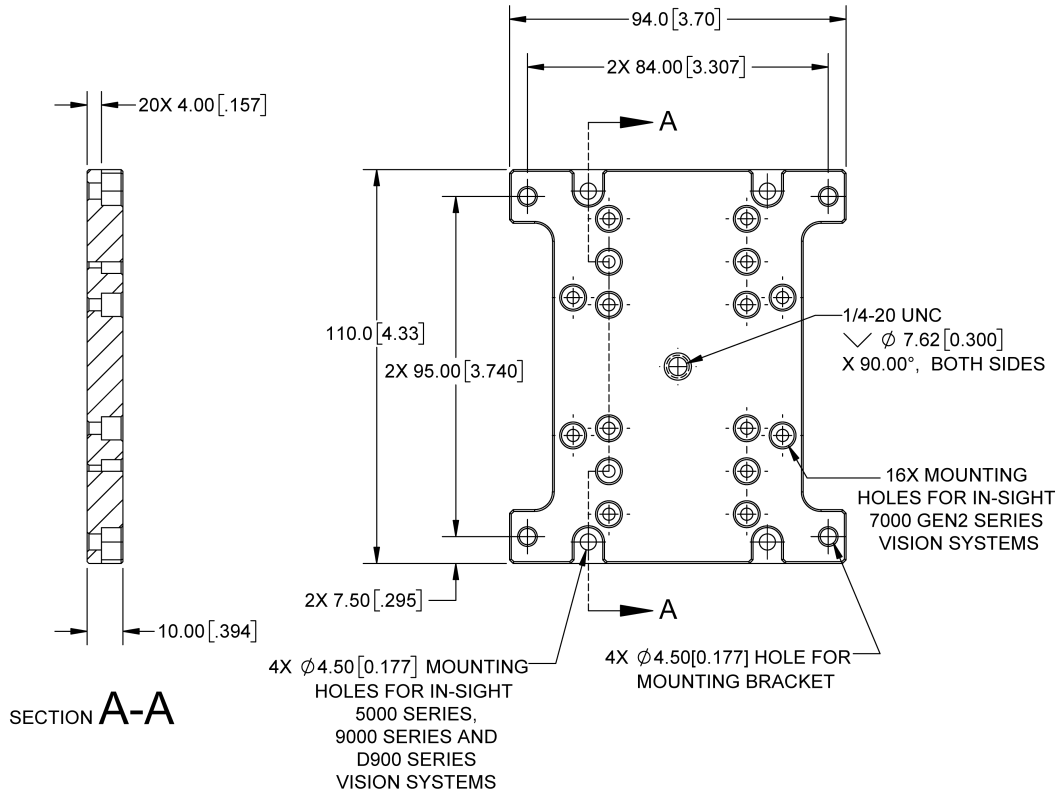 94.0[3.70]
2X 84.00[3.307]
20X 4.00[.157]
A
110.0[4.33]
2X 95.00[3.740]
1/4-20 UNC
⌵ ∅ 7.62[0.300]
X 90.00°, BOTH SIDES
16X MOUNTING
HOLES FOR IN-SIGHT
7000 GEN2 SERIES
VISION SYSTEMS
2X 7.50[.295]
A
10.00[.394]
4X ∅4.50[0.177] MOUNTING
HOLES FOR IN-SIGHT
5000 SERIES,
9000 SERIES AND
D900 SERIES
VISION SYSTEMS
4X ∅4.50[0.177] HOLE FOR
MOUNTING BRACKET
SECTION A-A